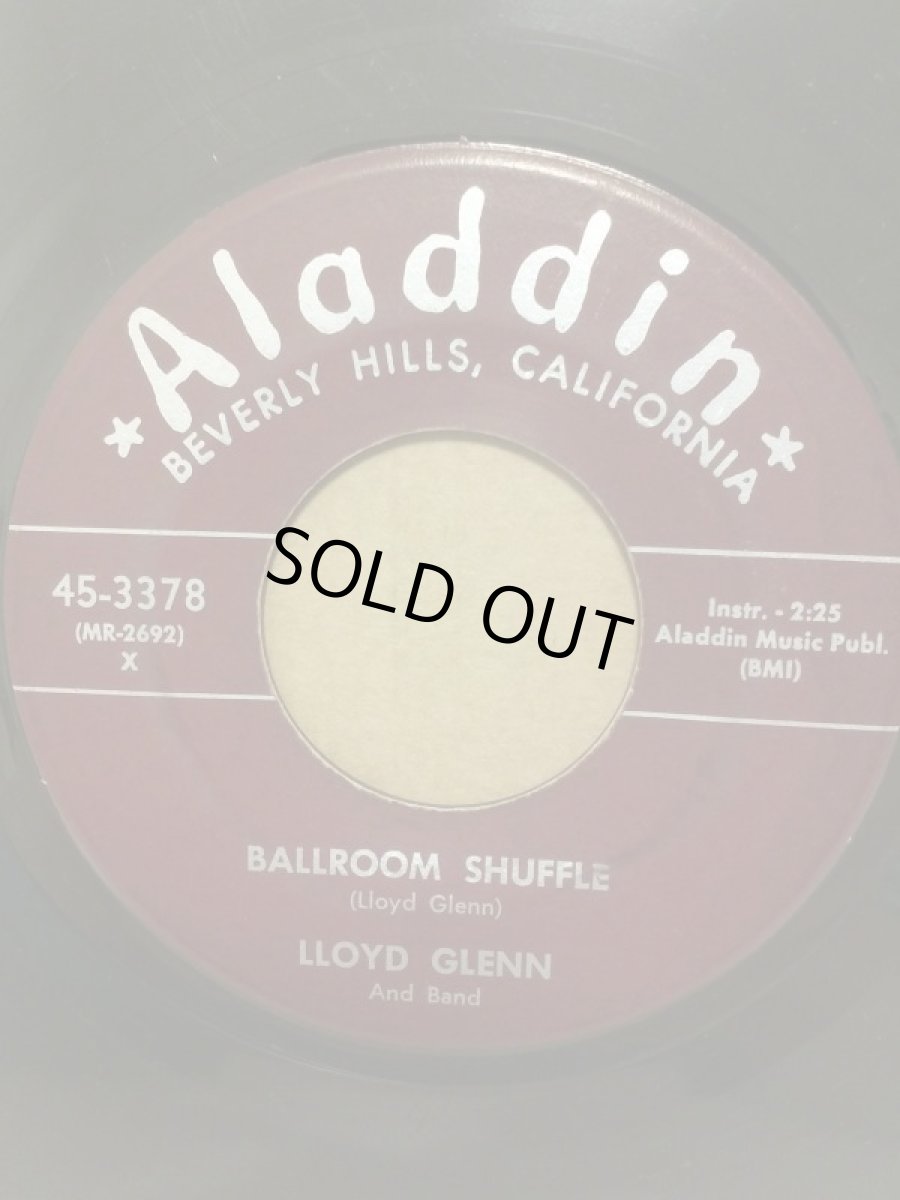 Aladdin
BEVERLY HILLS, CALIFORNIA
45-3378
(MR-2692)
X
Instr. - 2:25
Aladdin Music Publ.
(BMI)
SOLD OUT
BALLROOM SHUFFLE
(Lloyd Glenn)
LLOYD GLENN
And Band